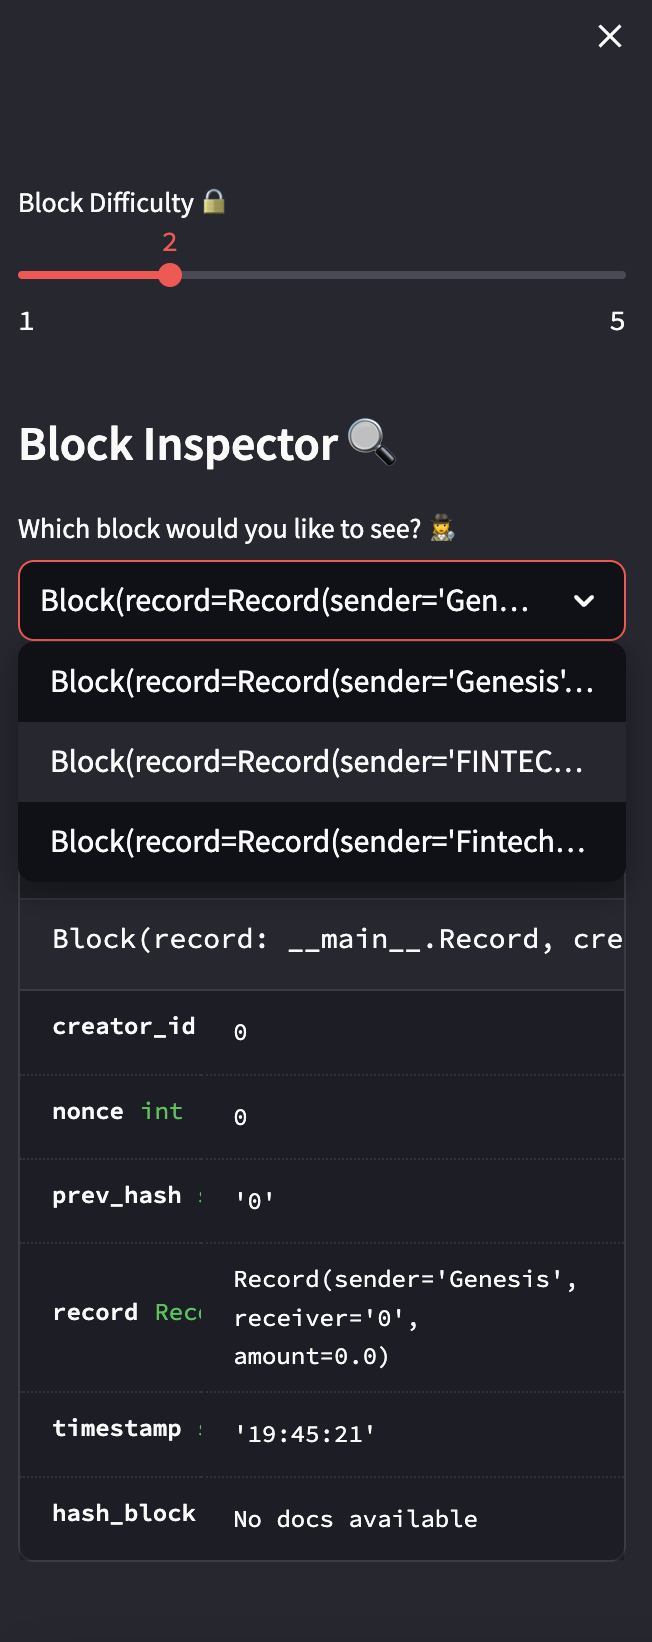 Block Difficulty 🔒
2
1 5
Block Inspector 🔍
Which block would you like to see? 🕵️
Block(record=Record(sender='Gen...
Block(record=Record(sender='Genesis'...
Block(record=Record(sender='FINTEC...
Block(record=Record(sender='Fintech...
Block(record: __main__.Record, cre
creator_id 0
nonce int 0
prev_hash '0'
record Rec
Record(sender='Genesis',
receiver='0',
amount=0.0)
timestamp '19:45:21'
hash_block No docs available